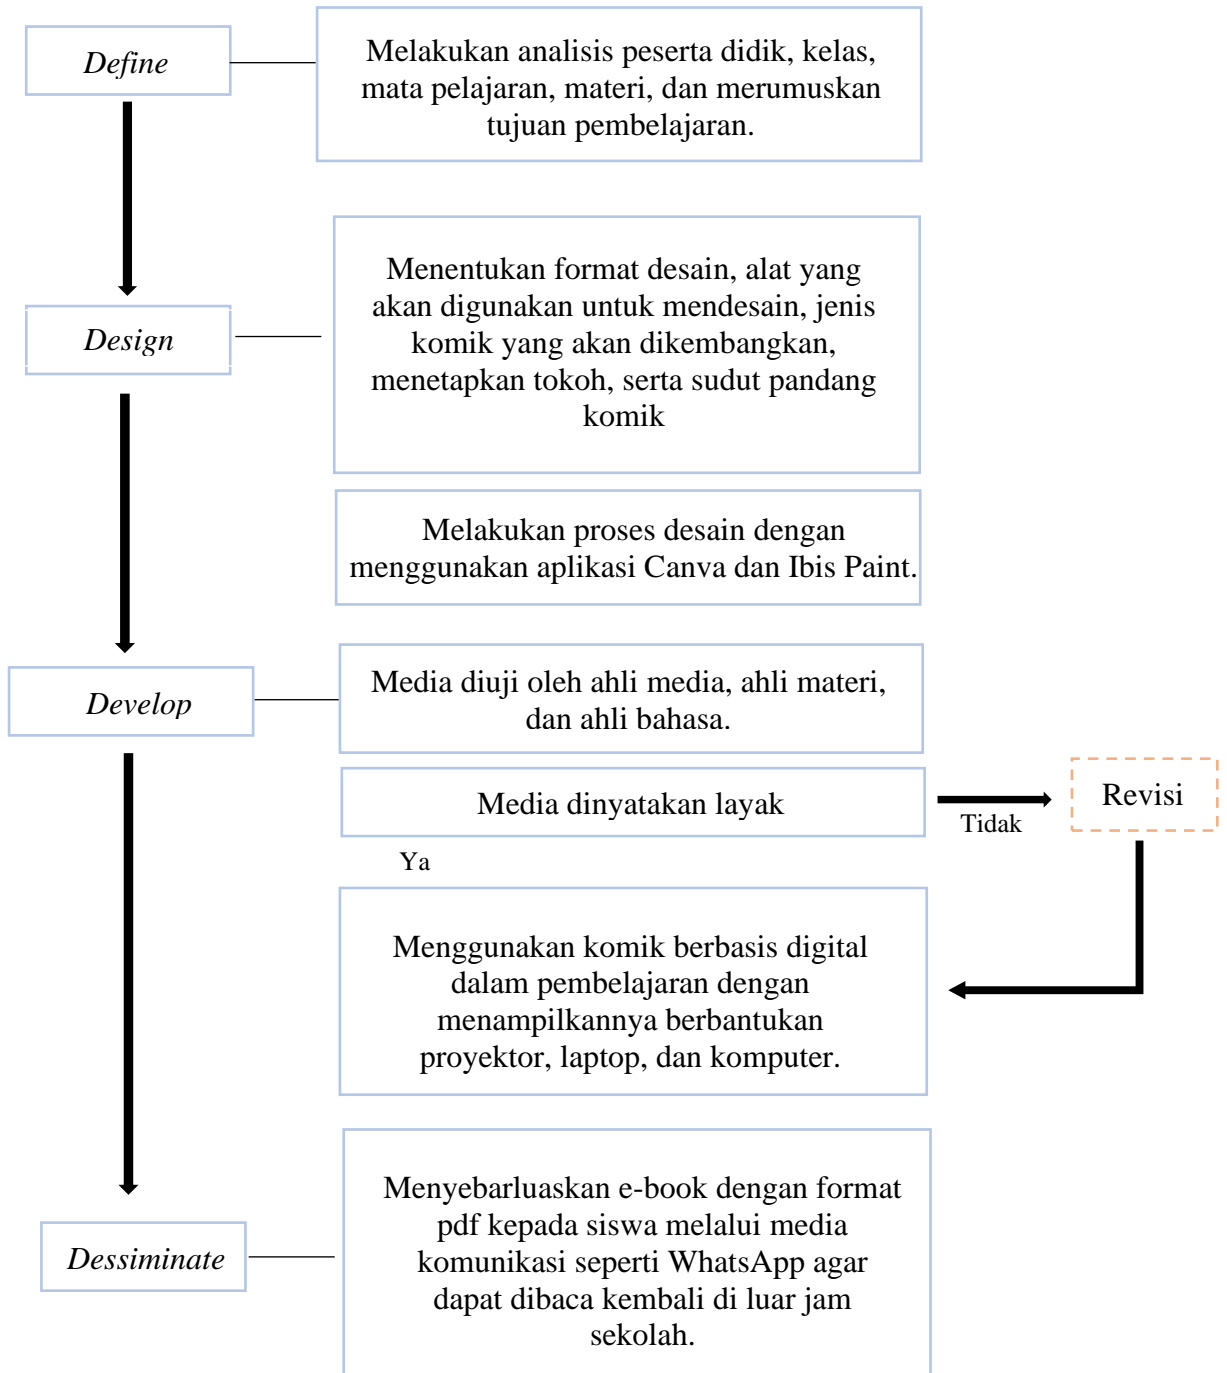 Define
Melakukan analisis peserta didik, kelas,
mata pelajaran, materi, dan merumuskan
tujuan pembelajaran.
Design
Menentukan format desain, alat yang
akan digunakan untuk mendesain, jenis
komik yang akan dikembangkan,
menetapkan tokoh, serta sudut pandang
komik
Melakukan proses desain dengan
menggunakan aplikasi Canva dan Ibis Paint.
Develop
Media diuji oleh ahli media, ahli materi,
dan ahli bahasa.
Media dinyatakan layak
Tidak
Revisi
Ya
Menggunakan komik berbasis digital
dalam pembelajaran dengan
menampilkannya berbantukan
proyektor, laptop, dan komputer.
Dessiminate
Menyebarluaskan e-book dengan format
pdf kepada siswa melalui media
komunikasi seperti WhatsApp agar
dapat dibaca kembali di luar jam
sekolah.